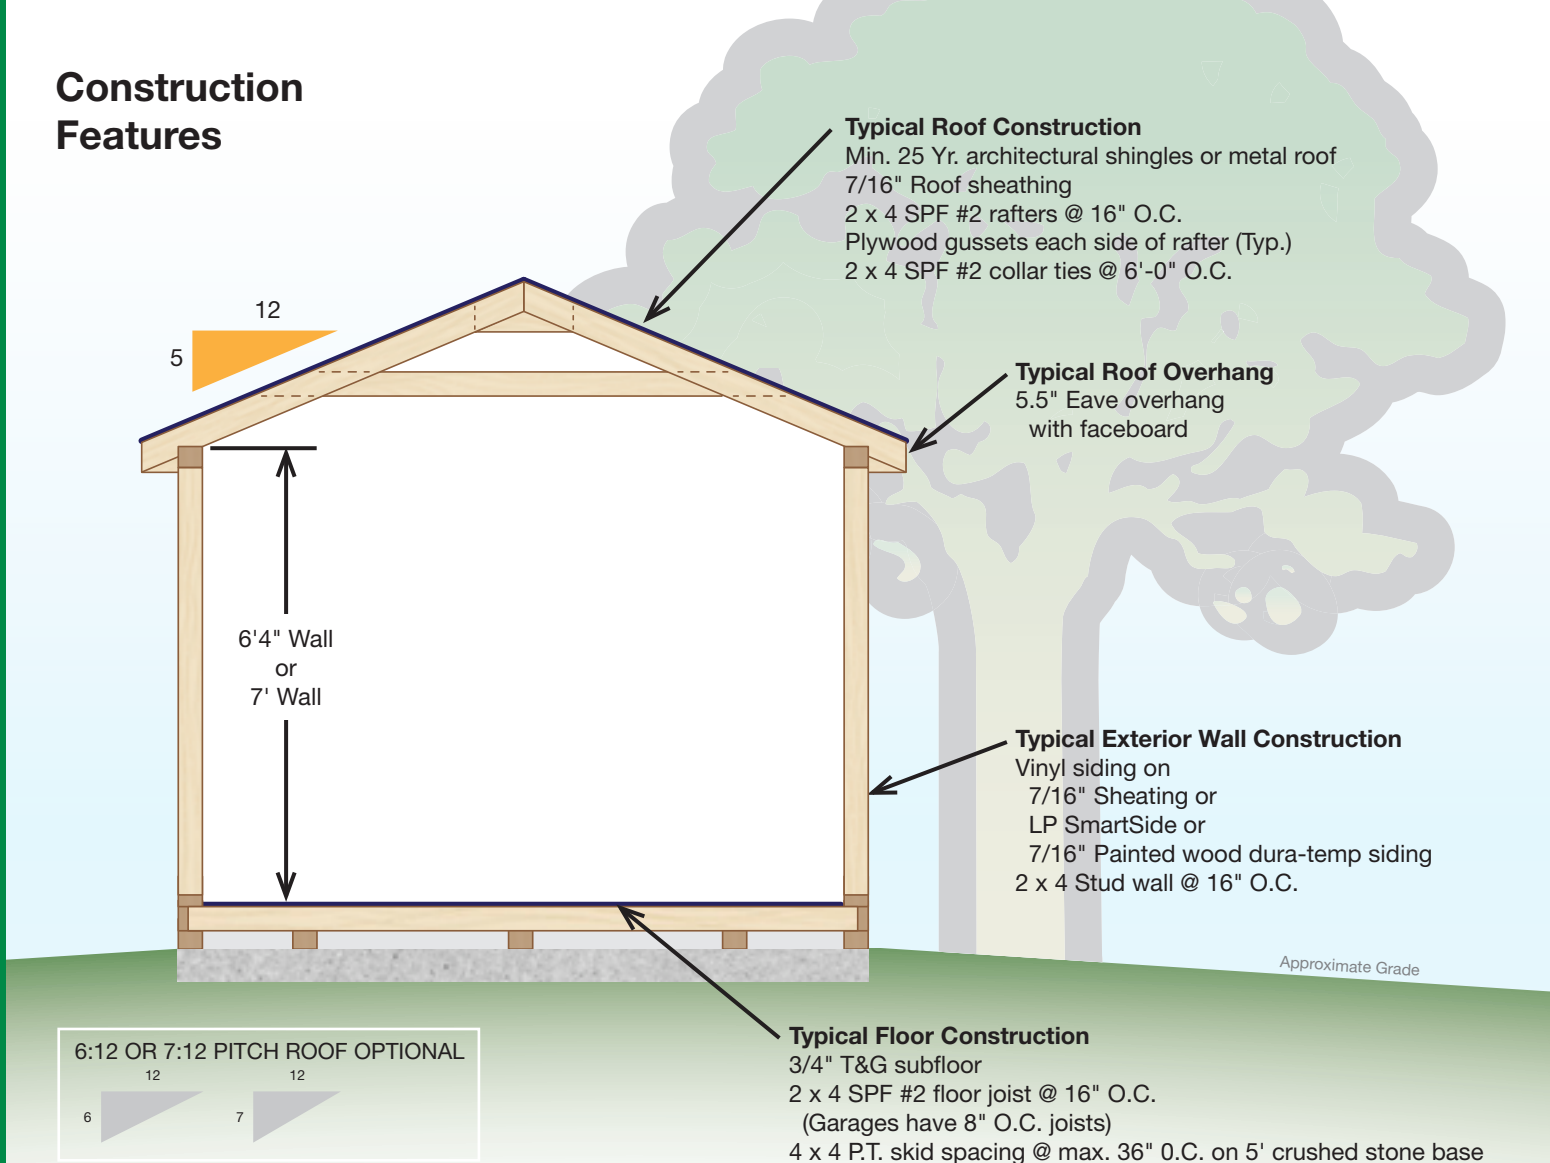 Construction
Features
Typical Roof Construction
Min. 25 Yr. architectural shingles or metal roof
7/16" Roof sheathing
2 x 4 SPF #2 rafters @ 16" O.C.
Plywood gussets each side of rafter (Typ.)
2 x 4 SPF #2 collar ties @ 6'-0" O.C.
12
5
Typical Roof Overhang
5.5" Eave overhang
with faceboard
6'4" Wall
or
7' Wall
Typical Exterior Wall Construction
Vinyl siding on
7/16" Sheating or
LP SmartSide or
7/16" Painted wood dura-temp siding
2 x 4 Stud wall @ 16" O.C.
Approximate Grade
Typical Floor Construction
3/4" T&G subfloor
2 x 4 SPF #2 floor joist @ 16" O.C.
(Garages have 8" O.C. joists)
4 x 4 P.T. skid spacing @ max. 36" 0.C. on 5' crushed stone base
6:12 OR 7:12 PITCH ROOF OPTIONAL
12
12
6
7